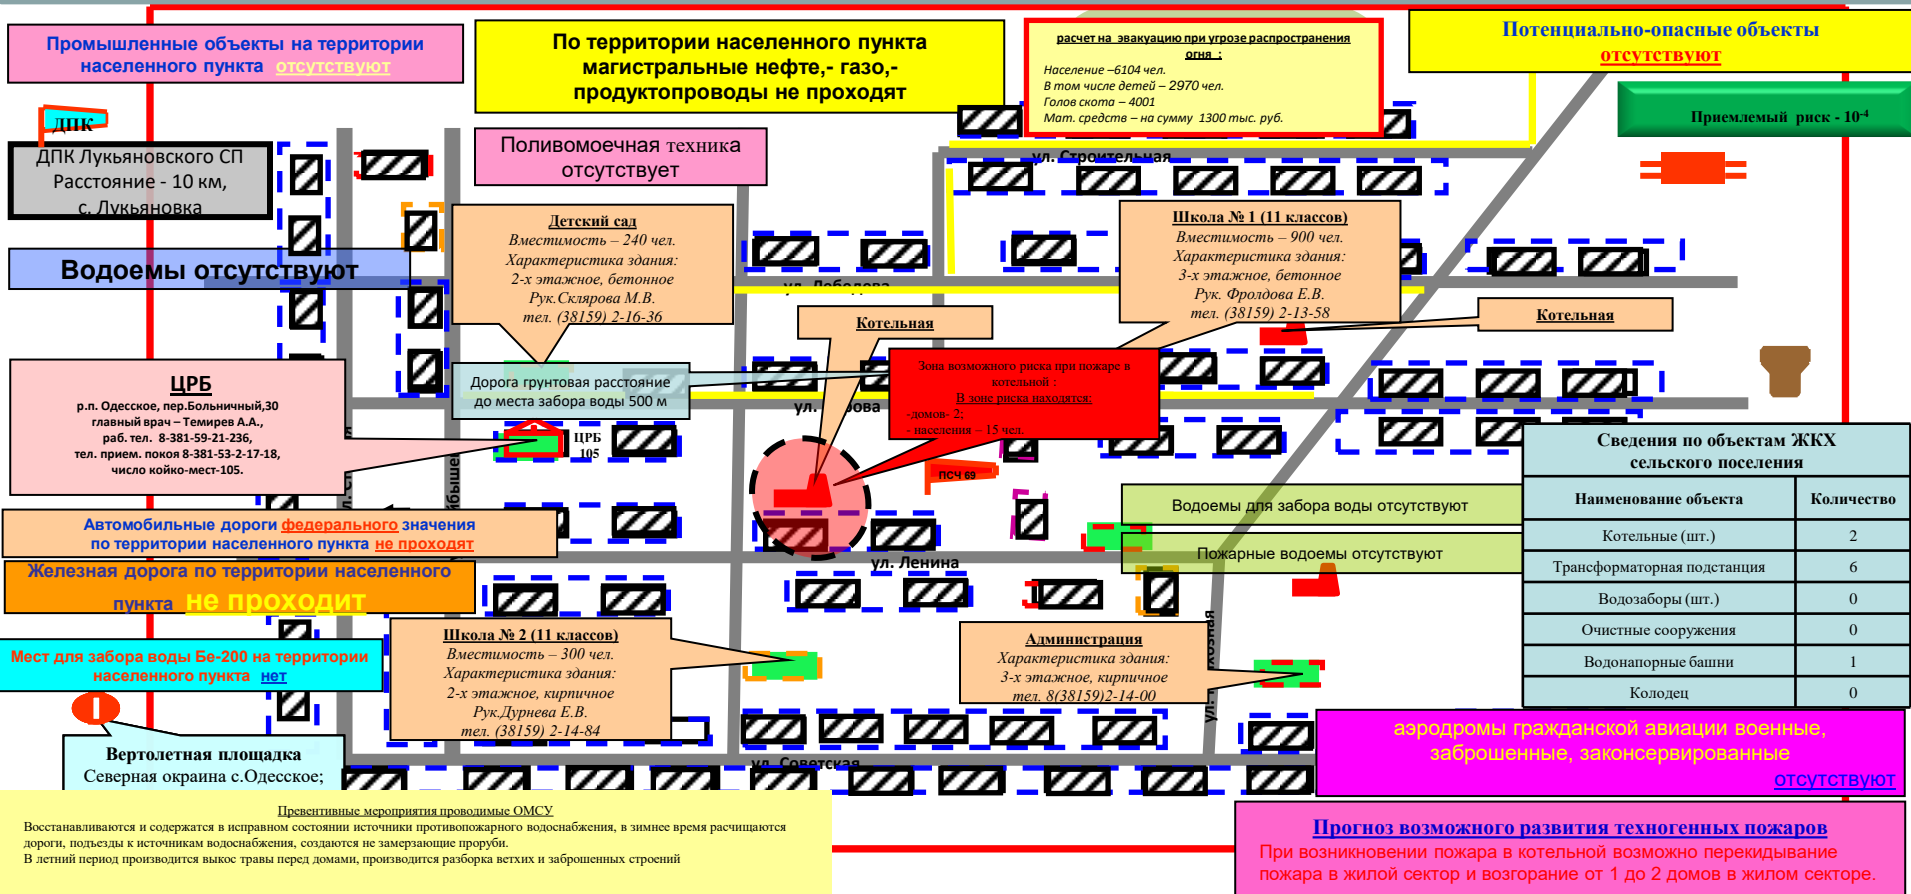 Промышленные объекты на территории
населенного пункта отсутствуют
По территории населенного пункта
магистральные нефте,- газо,-
продуктопроводы не проходят
расчет на эвакуацию при угрозе распространения
огня :
Население –6104 чел.
В том числе детей – 2970 чел.
Голов скота – 4001
Мат. средств – на сумму 1300 тыс. руб.
Потенциально-опасные объекты
отсутствуют
Приемлемый риск - 10⁻⁴
ДПК
ДПК Лукьяновского СП
Расстояние - 10 км,
с. Лукьяновка
Поливомоечная техника
отсутствует
ул. Строительная
Детский сад
Вместимость – 240 чел.
Характеристика здания:
2-х этажное, бетонное
Рук.Склярова М.В.
тел. (38159) 2-16-36
Школа № 1 (11 классов)
Вместимость – 900 чел.
Характеристика здания:
3-х этажное, бетонное
Рук. Фролдова Е.В.
тел. (38159) 2-13-58
Водоемы отсутствуют
Котельная
Котельная
ЦРБ
р.п. Одесское, пер.Больничный,30
главный врач – Темирев А.А.,
раб.тел. 8-381-59-21-236,
тел. прием. покоя 8-381-53-2-17-18,
число койко-мест-105.
Дорога грунтовая расстояние
до места забора воды 500 м
Зона возможного риска при пожаре в
котельной :
В зоне риска находятся:
-домов- 2;
- населения – 15 чел.
ул.
ЦРБ
105
ПСЧ 69
Водоемы для забора воды отсутствуют
Пожарные водоемы отсутствуют
Сведения по объектам ЖКХ
сельского поселения
Наименование объекта Количество
Котельные (шт.) 2
Трансформаторная подстанция 6
Водозаборы (шт.) 0
Очистные сооружения 0
Водонапорные башни 1
Колодец 0
Автомобильные дороги федерального значения
по территории населенного пункта не проходят
ул. Ленина
Железная дорога по территории населенного
пункта не проходит
Школа № 2 (11 классов)
Вместимость – 300 чел.
Характеристика здания:
2-х этажное, кирпичное
Рук.Дурнева Е.В.
тел. (38159) 2-14-84
Администрация
Характеристика здания:
3-х этажное, кирпичное
тел. 8(38159)2-14-00
Мест для забора воды Бе-200 на территории
населенного пункта нет
Вертолетная площадка
Северная окраина с.Одесское;
ул. Советская
аэродромы гражданской авиации военные,
заброшенные, законсервированные
отсутствуют
Превентивные мероприятия проводимые ОМСУ
Восстанавливаются и содержатся в исправном состоянии источники противопожарного водоснабжения, в зимнее время расчищаются
дороги, подъезды к источникам водоснабжения, создаются не замерзающие проруби.
В летний период производится выкос травы перед домами, производится разборка ветхих и заброшенных строений
Прогноз возможного развития техногенных пожаров
При возникновении пожара в котельной возможно перекидывание
пожара в жилой сектор и возгорание от 1 до 2 домов в жилом секторе.